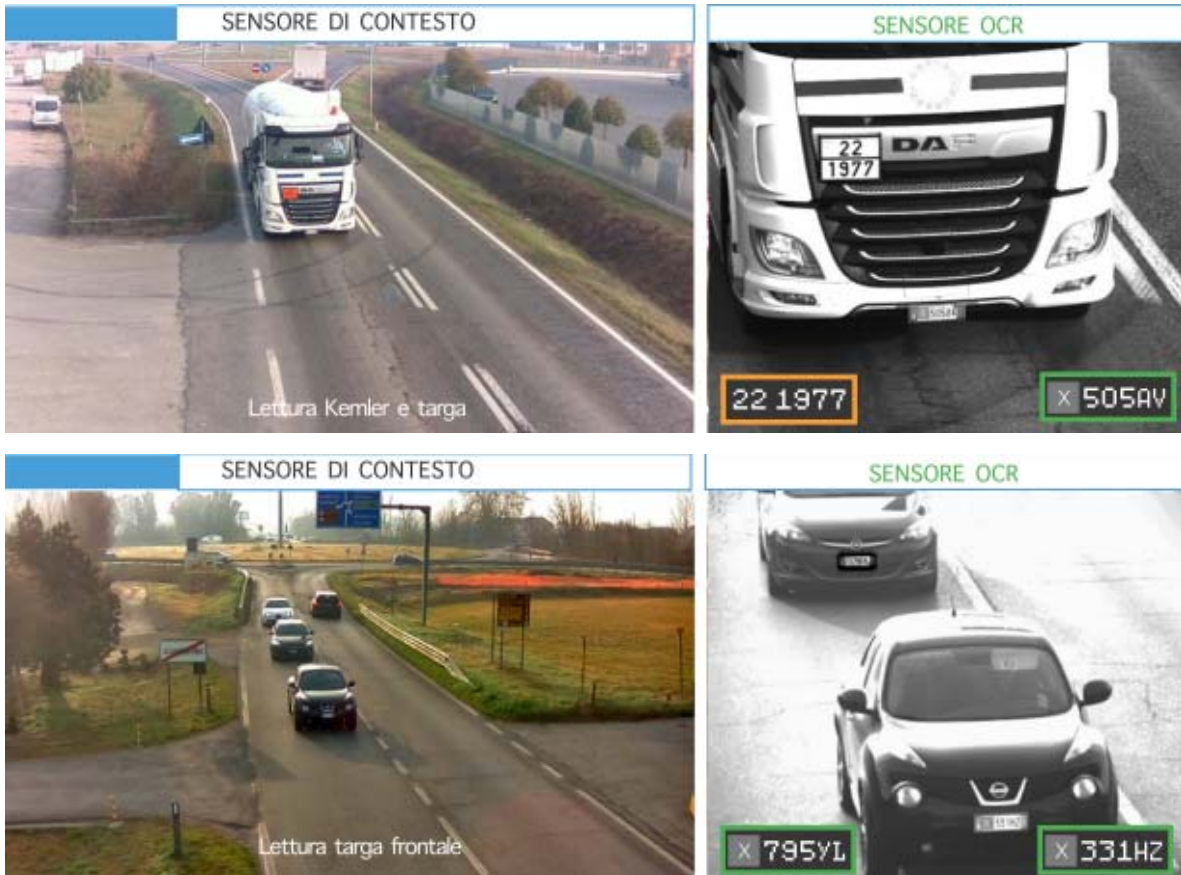 SENSORE DI CONTESTO
SENSORE OCR
22
1977
DA
Lettura Kemler e targa
22 1977
X 505AV
SENSORE DI CONTESTO
SENSORE OCR
Lettura targa frontale
X 795YL
X 331HZ